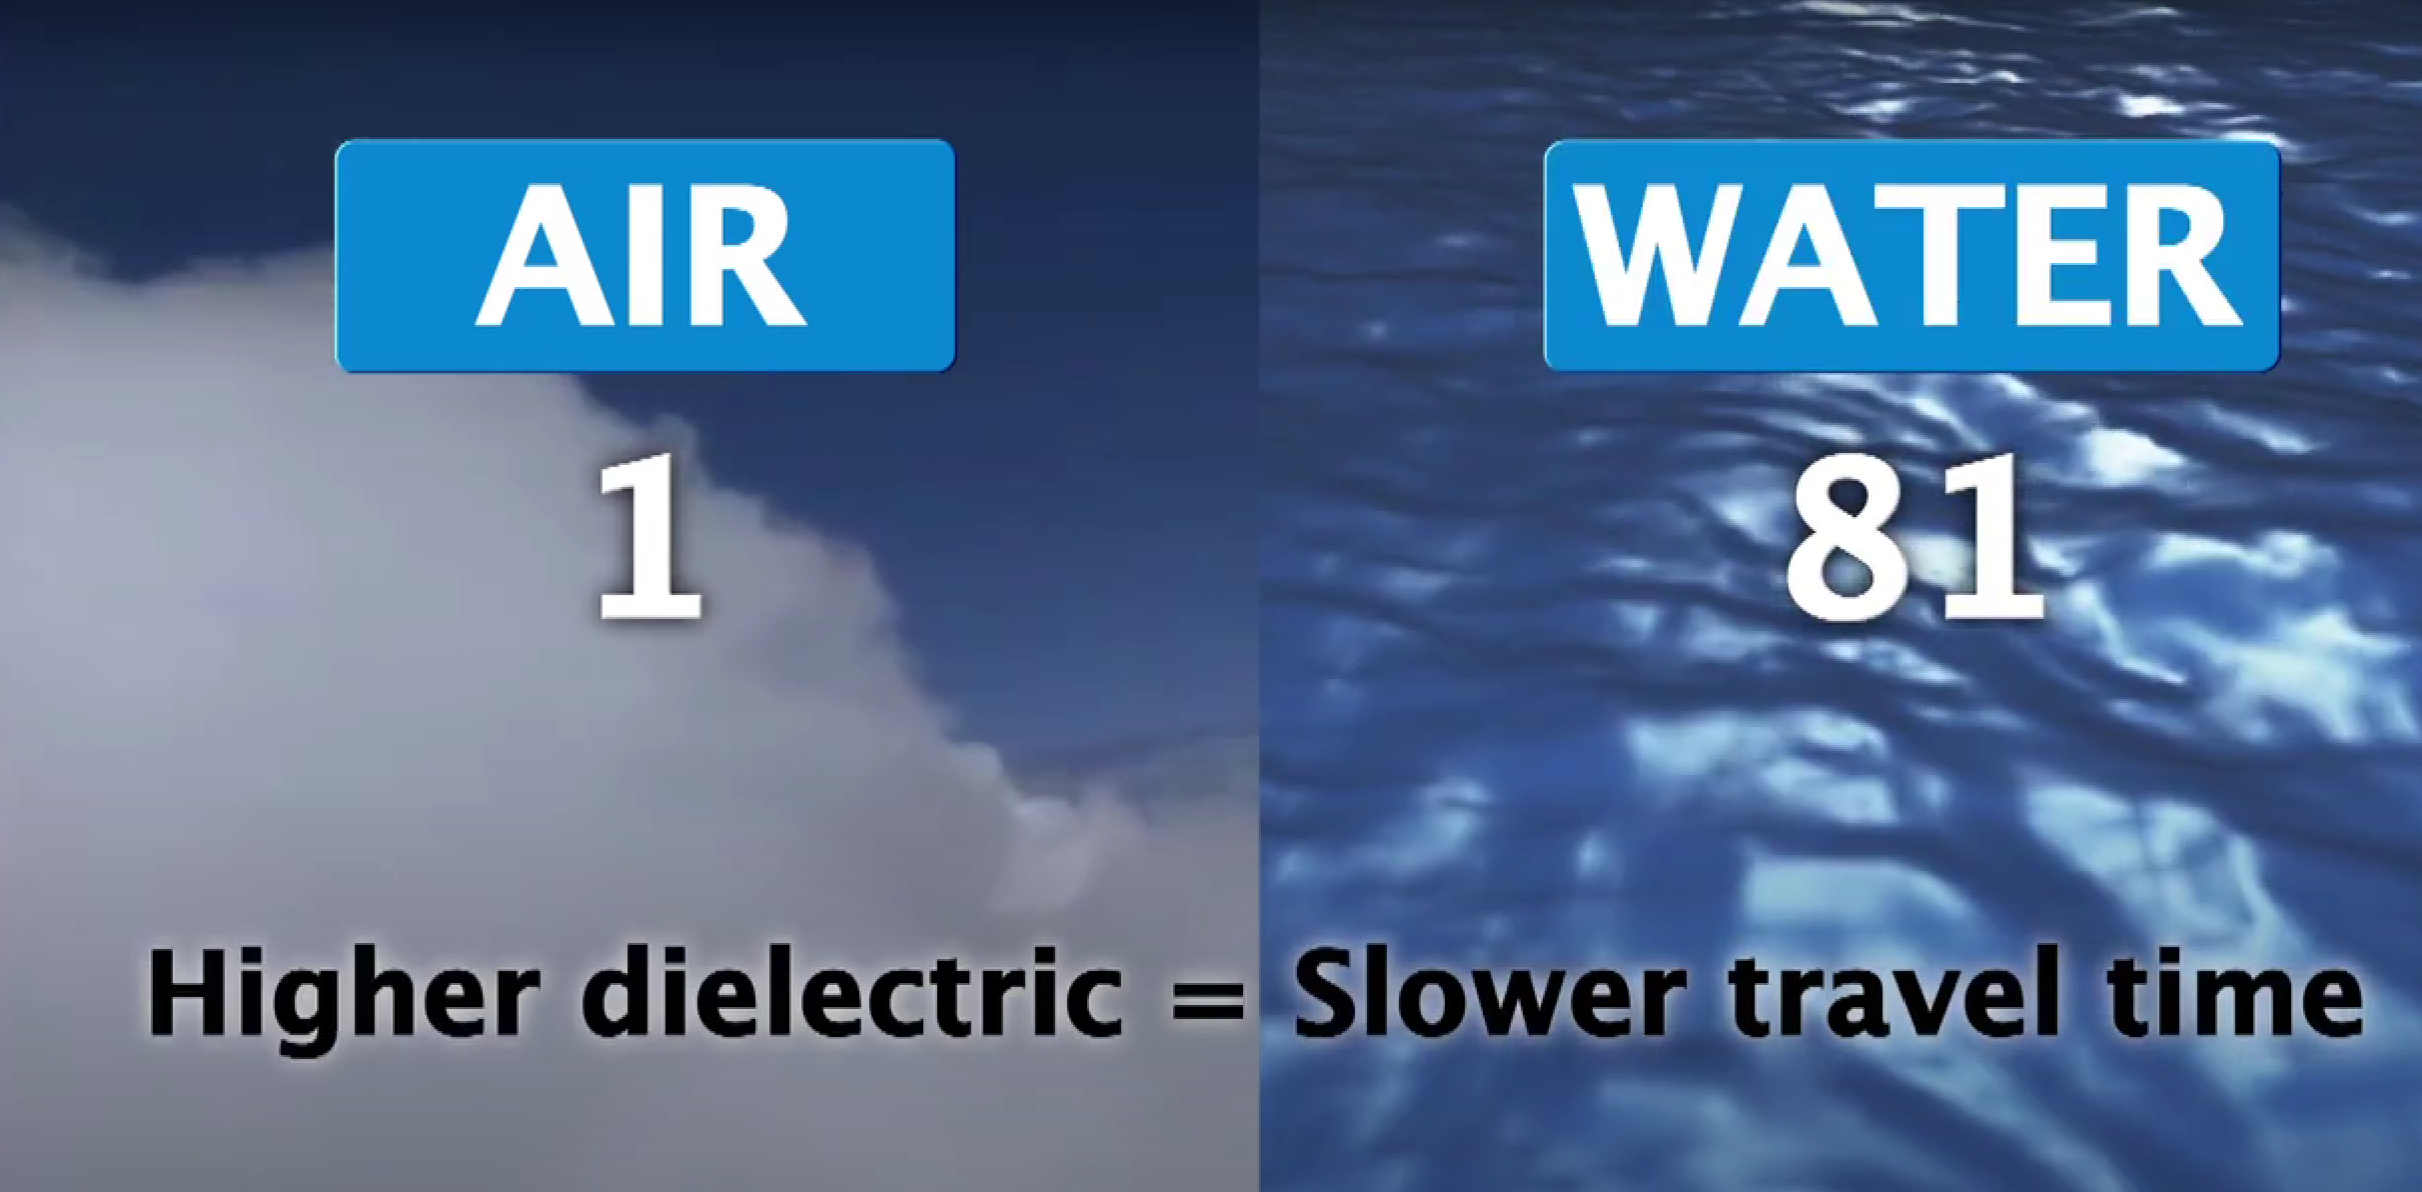 AIR
WATER
1
81
Higher dielectric = Slower travel time